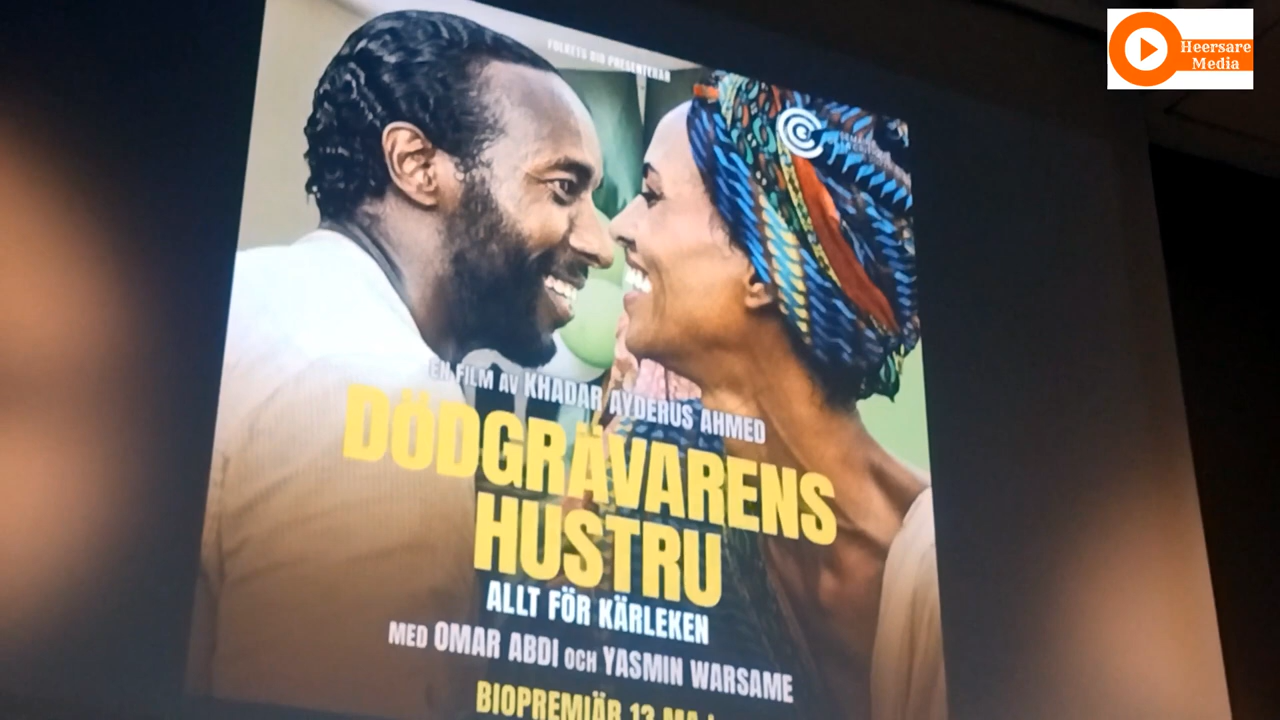 Heersare
Media
FOLKETS BIO PRESENTERAR
EN FILM AV KHADAR AYDERUS AHMED
DÖDGRÄVARENS
HUSTRU
ALLT FÖR KÄRLEKEN
MED OMAR ABDI OCH YASMIN WARSAME
BIOPREMIÄR 13 MAJ